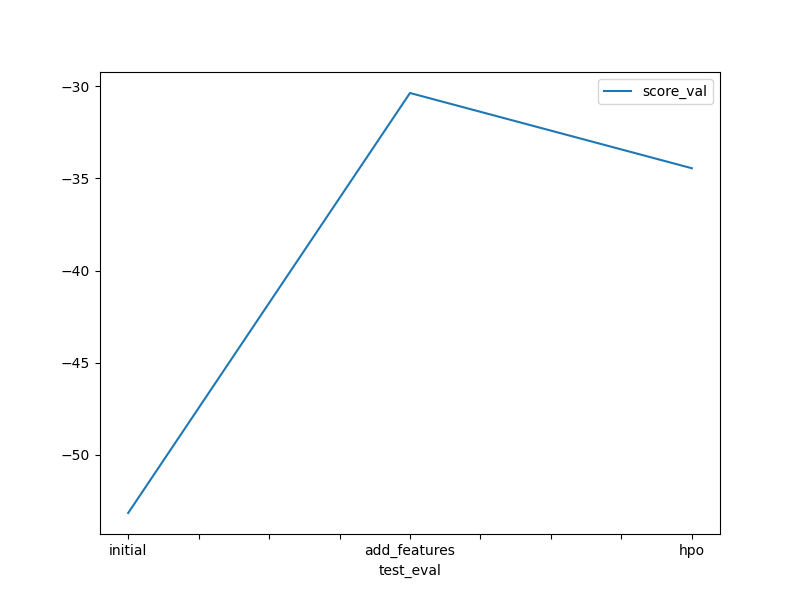 score_val
−30
−35
−40
−45
−50
initial
add_features
hpo
test_eval